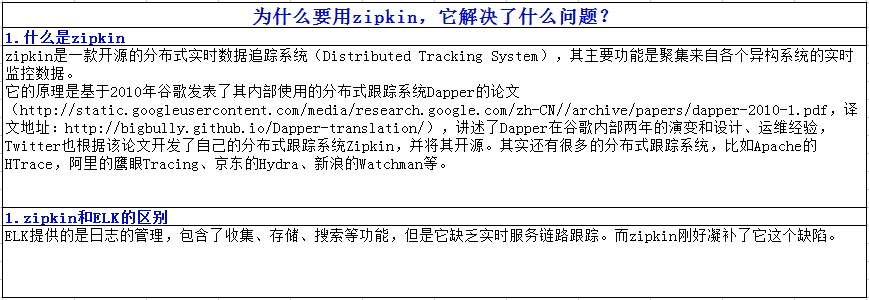 为什么要用zipkin，它解决了什么问题？
1.什么是zipkin
zipkin是一款开源的分布式实时数据追踪系统（Distributed Tracking System），其主要功能是聚集来自各个异构系统的实时
监控数据。
它的原理是基于2010年谷歌发表了其内部使用的分布式跟踪系统Dapper的论文
（http://static.googleusercontent.com/media/research.google.com/zh-CN//archive/papers/dapper-2010-1.pdf，译
文地址：http://bigbully.github.io/Dapper-translation/），讲述了Dapper在谷歌内部两年的演变和设计、运维经验，
Twitter也根据该论文开发了自己的分布式跟踪系统Zipkin，并将其开源。其实还有很多的分布式跟踪系统，比如Apache的
HTrace，阿里的鹰眼Tracing、京东的Hydra、新浪的Watchman等。
1.zipkin和ELK的区别
ELK提供的是日志的管理，包含了收集、存储、搜索等功能，但是它缺乏实时服务链路跟踪。而zipkin刚好凝补了它这个缺陷。